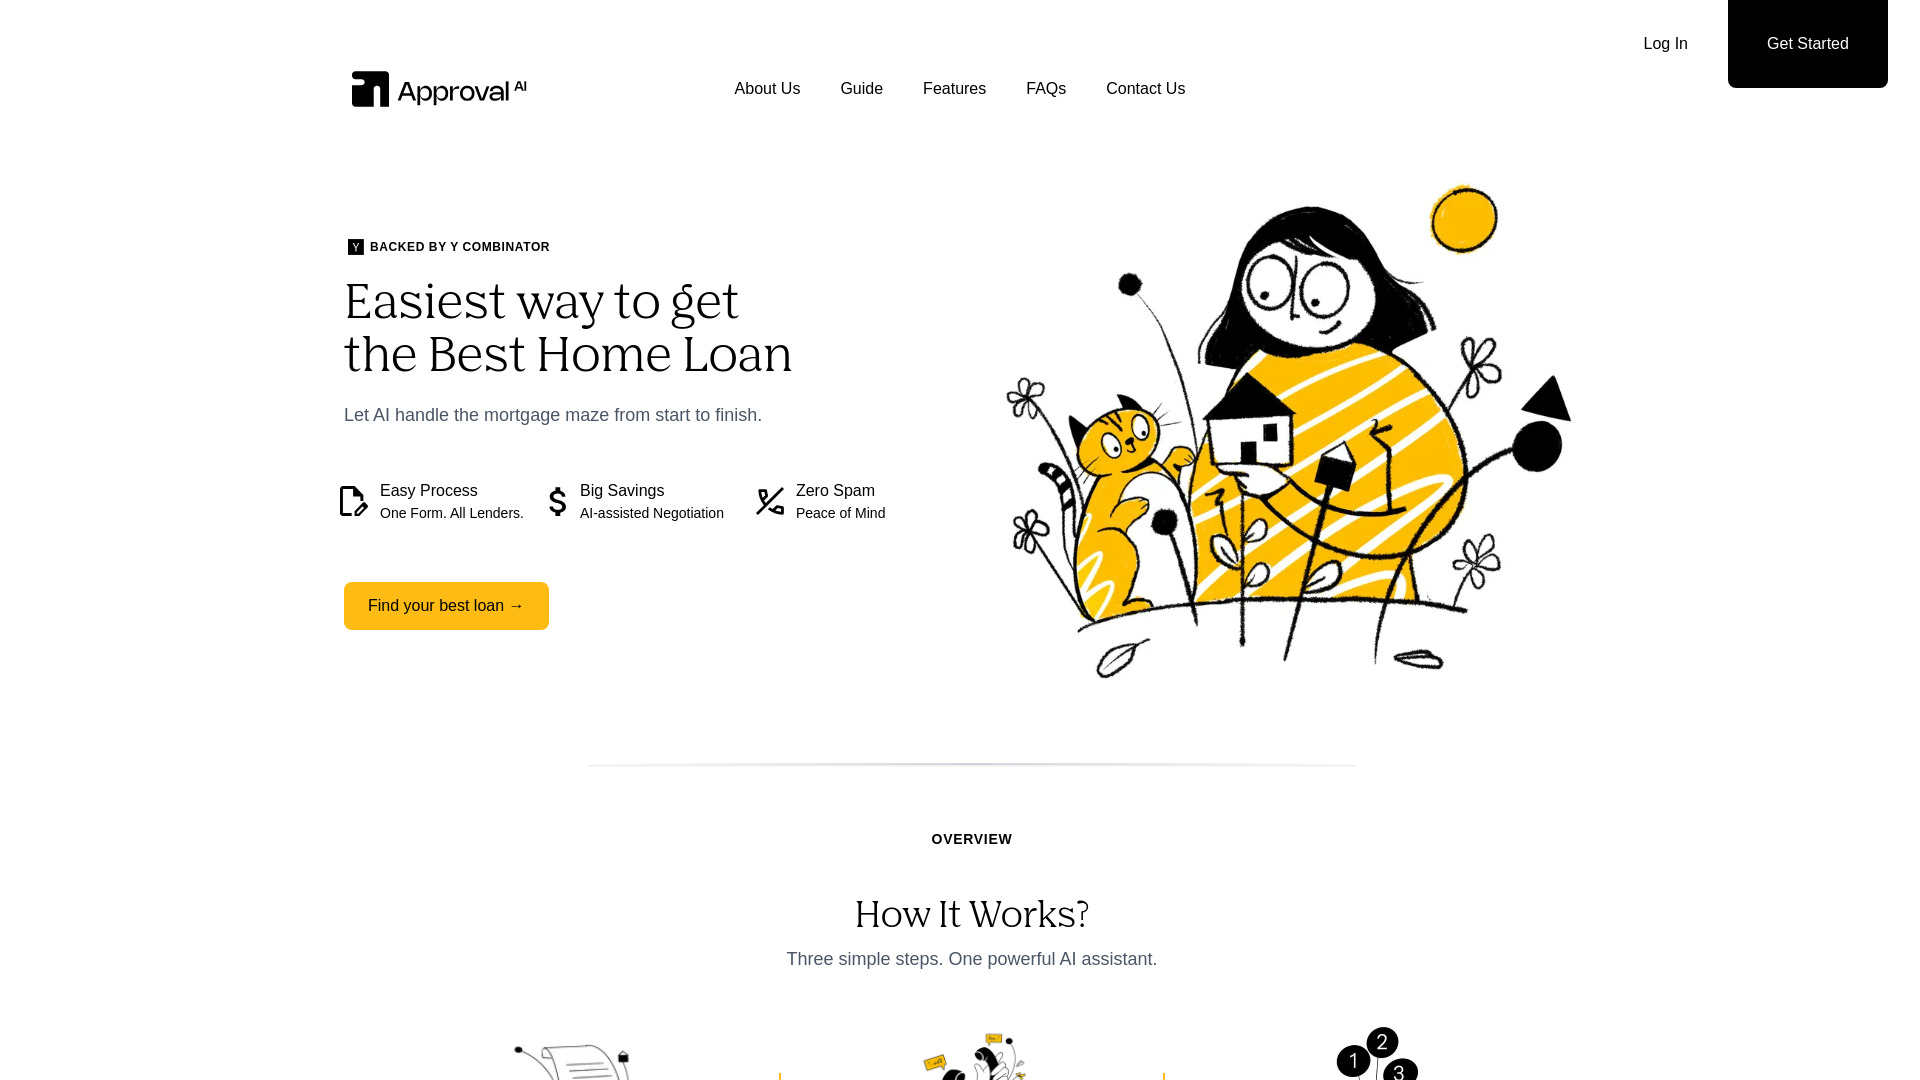 Log In
Get Started
Approval AI
About Us
Guide
Features
FAQs
Contact Us
Y BACKED BY Y COMBINATOR
Easiest way to get
the Best Home Loan
Let AI handle the mortgage maze from start to finish.
Easy Process
One Form. All Lenders.
$
Big Savings
AI-assisted Negotiation
Zero Spam
Peace of Mind
Find your best loan →
OVERVIEW
How It Works?
Three simple steps. One powerful AI assistant.
1
2
3